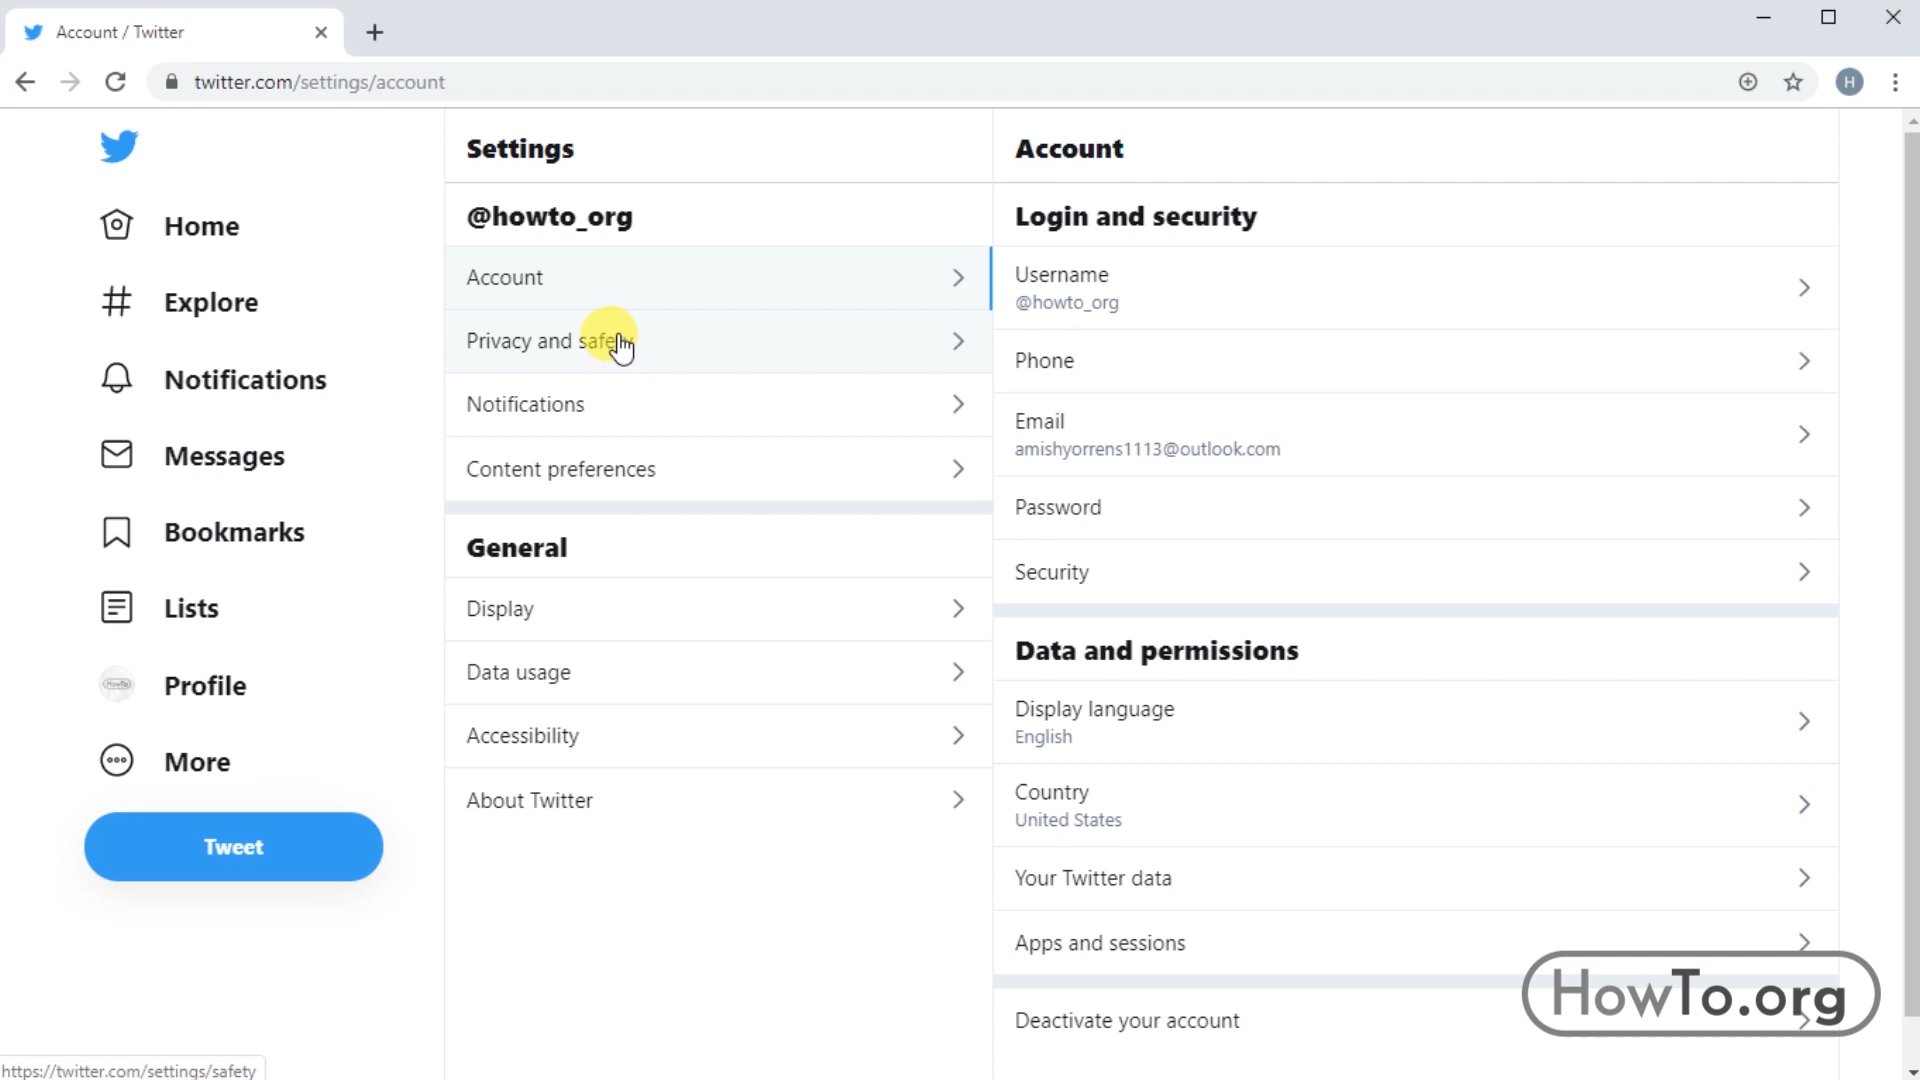 Account / Twitter
twitter.com/settings/account
H
Home
Explore
Notifications
Messages
Bookmarks
Lists
Profile
More
Tweet
Settings
@howto_org
Account
Privacy and safety
Notifications
Content preferences
General
Display
Data usage
Accessibility
About Twitter
Account
Login and security
Username
@howto_org
Phone
Email
amishyorrens1113@outlook.com
Password
Security
Data and permissions
Display language
English
Country
United States
Your Twitter data
Apps and sessions
Deactivate your account
HowTo.org
https://twitter.com/settings/safety